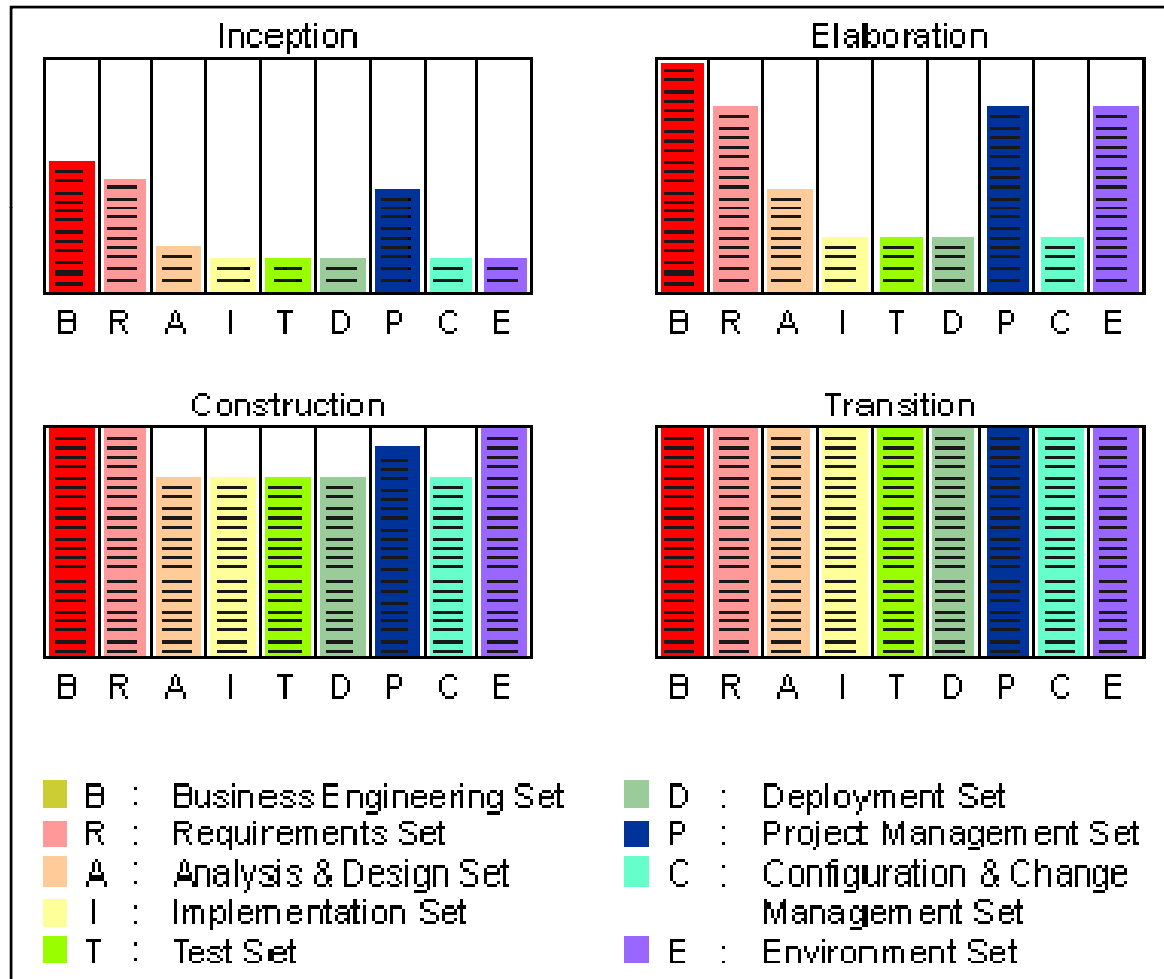 Inception
Elaboration
B R A I T D P C E
B R A I T D P C E
Construction
Transition
B R A I T D P C E
B R A I T D P C E
B : Business Engineering Set
R : Requirements Set
A : Analysis & Design Set
I : Implementation Set
T : Test Set
D : Deployment Set
P : Project Management Set
C : Configuration & Change
Management Set
E : Environment Set